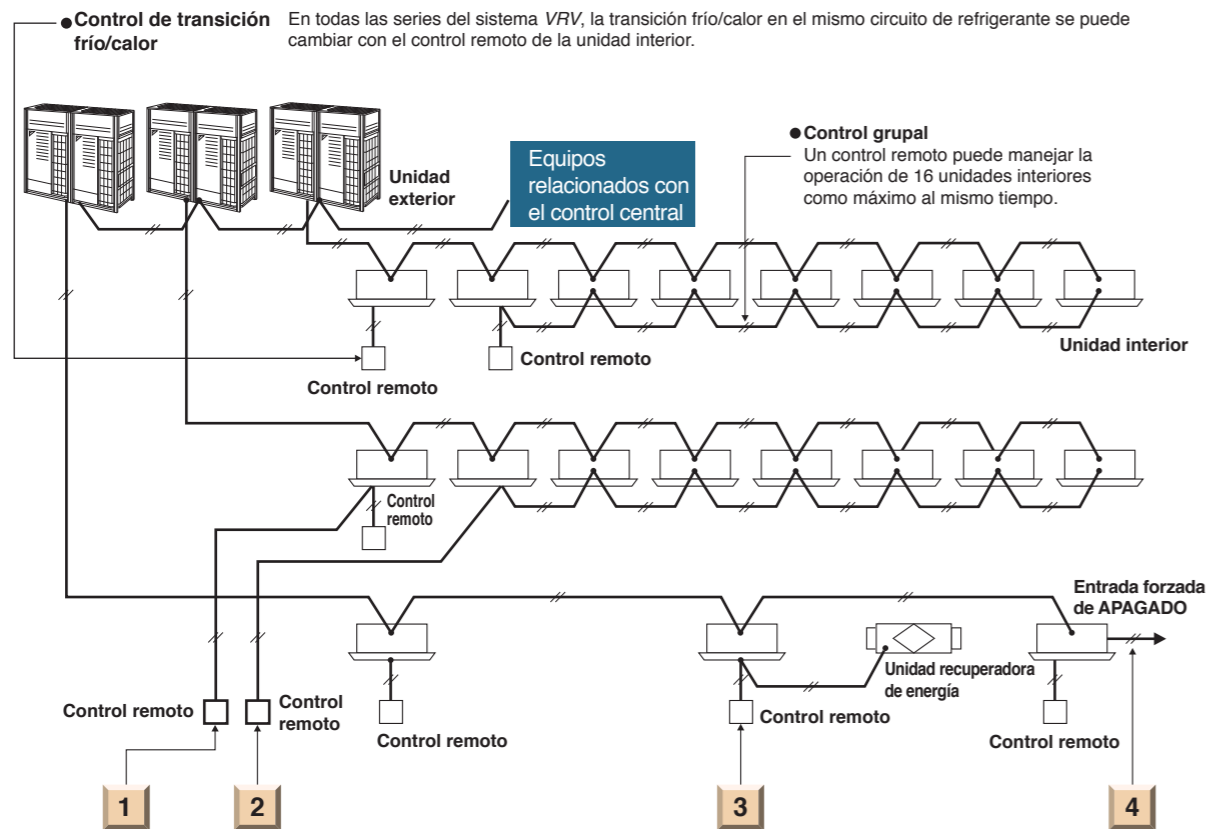 ● Control de transición
frío/calor
En todas las series del sistema VRV, la transición frío/calor en el mismo circuito de refrigerante se puede
cambiar con el control remoto de la unidad interior.
● Control grupal
Un control remoto puede manejar la
operación de 16 unidades interiores
como máximo al mismo tiempo.
Unidad
exterior
Equipos
relacionados con
el control central
Unidad interior
Control remoto
Control remoto
Control
remoto
Entrada forzada
de APAGADO
Unidad recuperadora
de energía
Control remoto
Control
remoto
Control remoto
Control remoto
Control remoto
1
2
3
4